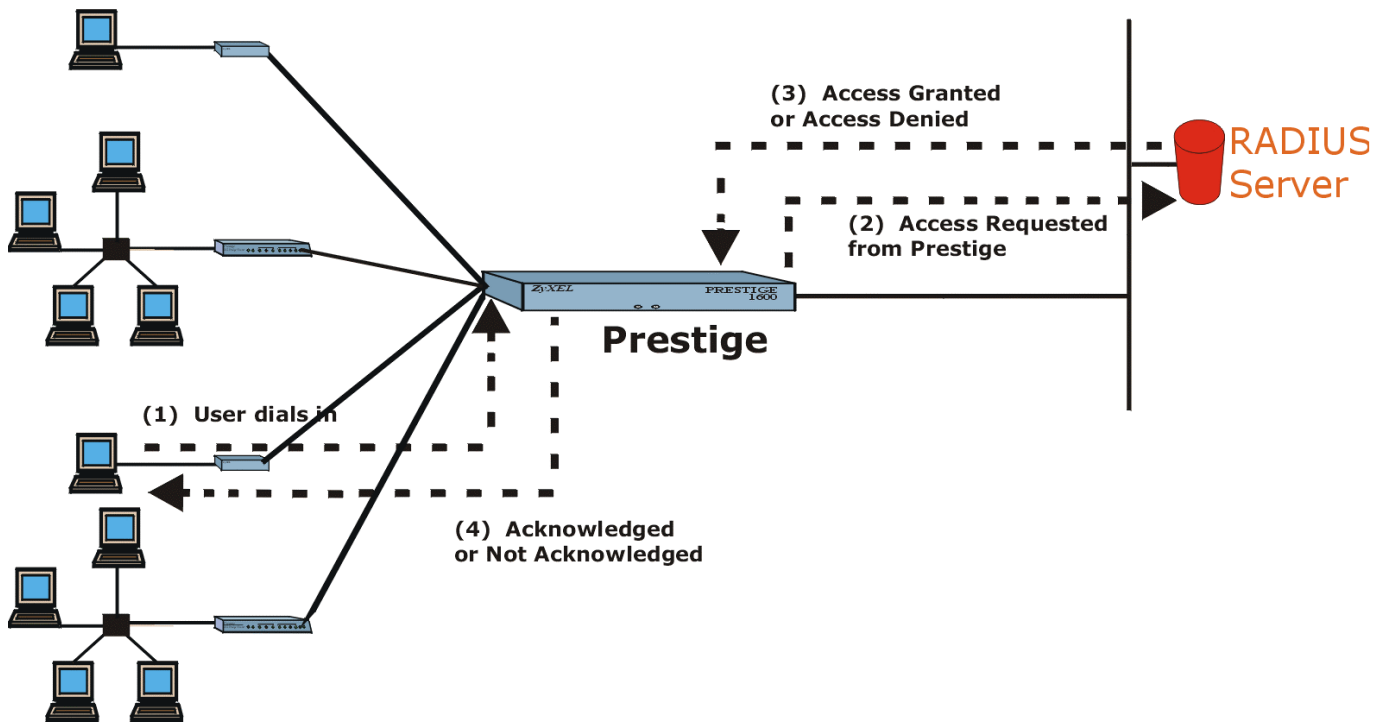 (3) Access Granted
or Access Denied
RADIUS
Server
(2) Access Requested
from Prestige
ZyXEL
PRESTIGE
1600
Prestige
(1) User dials in
(4) Acknowledged
or Not Acknowledged